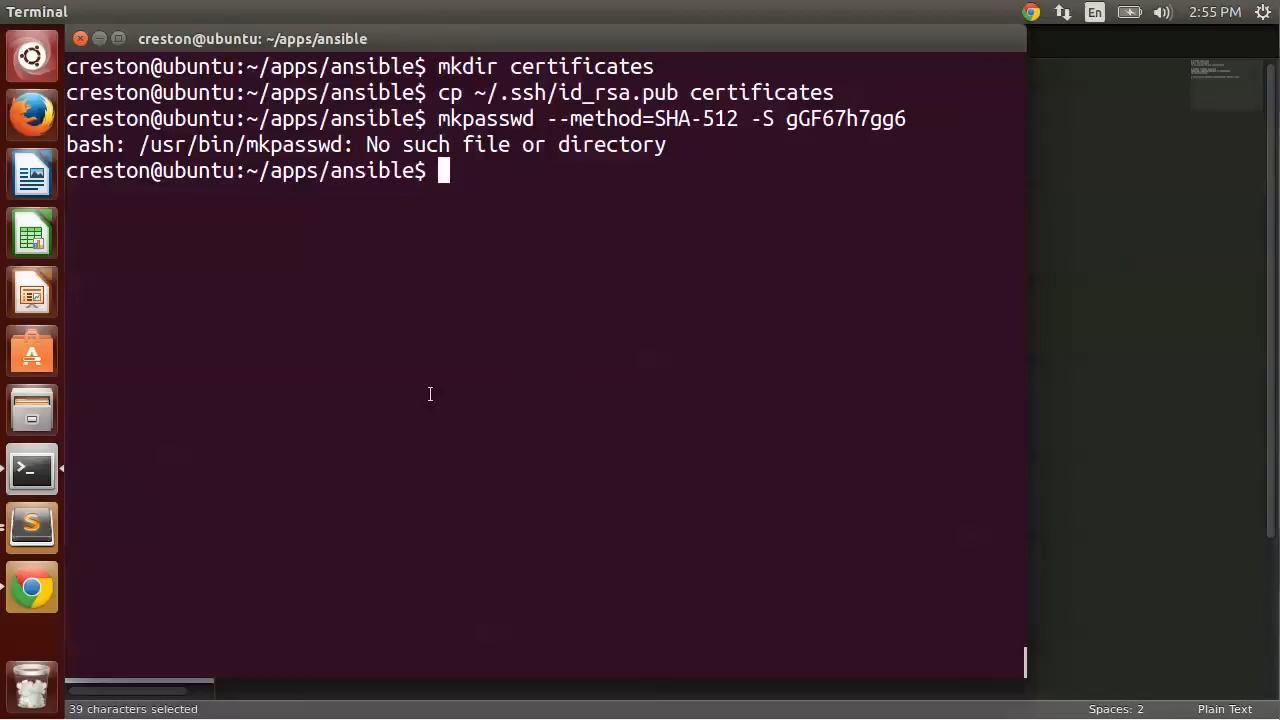 Terminal
En
2:55 PM
creston@ubuntu: ~/apps/ansible
creston@ubuntu:~/apps/ansible$ mkdir certificates
creston@ubuntu:~/apps/ansible$ cp ~/.ssh/id_rsa.pub certificates
creston@ubuntu:~/apps/ansible$ mkpasswd --method=SHA-512 -S gGF67h7gg6
bash: /usr/bin/mkpasswd: No such file or directory
creston@ubuntu:~/apps/ansible$
39 characters selected
Spaces: 2
Plain Text